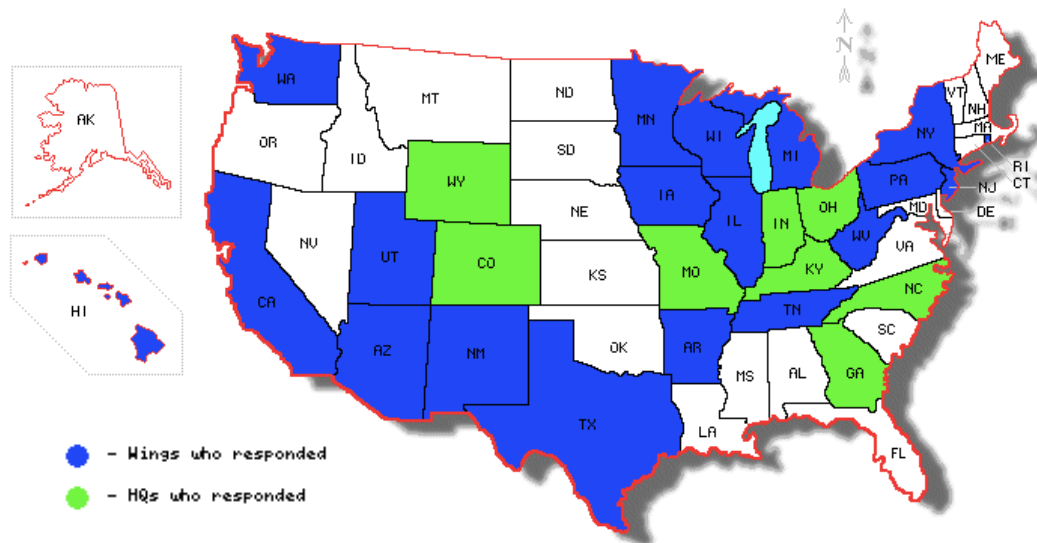 N
ME
VT
NH
MA
RI
CT
NJ
DE
MD
WA
MT
ND
MN
WI
MI
NY
AK
OR
ID
WY
SD
IA
PA
NE
IL
IN
OH
WV
VA
NV
UT
CO
KS
MO
KY
NC
CA
TN
HI
AZ
NM
OK
AR
SC
MS
AL
GA
TX
LA
FL
- Wings who responded
- HQs who responded